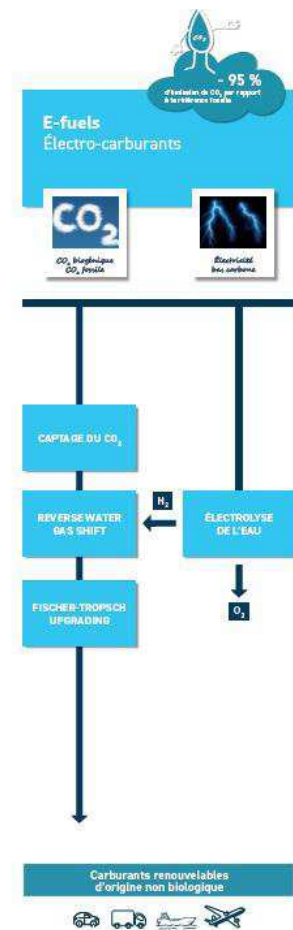 CO₂
- 95 %
d'émission de CO₂ par rapport
à la référence fossile
E-fuels
Électro-carburants
CO₂
CO₂ biogénique
CO₂ fossile
Électricité
bas carbone
CAPTAGE DU CO₂
REVERSE WATER
GAS SHIFT
H₂
ÉLECTROLYSE
DE L'EAU
O₂
FISCHER-TROPSCH
UPGRADING
Carburants renouvelables
d'origine non biologique